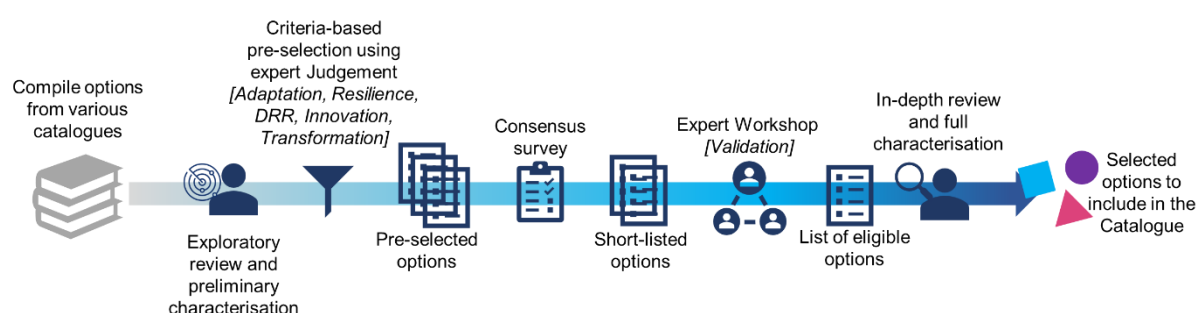 Compile options
from various
catalogues
Exploratory
review and
preliminary
characterisation
Criteria-based
pre-selection using
expert Judgement
[Adaptation, Resilience,
DRR, Innovation,
Transformation]
Pre-selected
options
Consensus
survey
Short-listed
options
Expert Workshop
[Validation]
List of eligible
options
In-depth review
and full
characterisation
Selected
options to
include in the
Catalogue